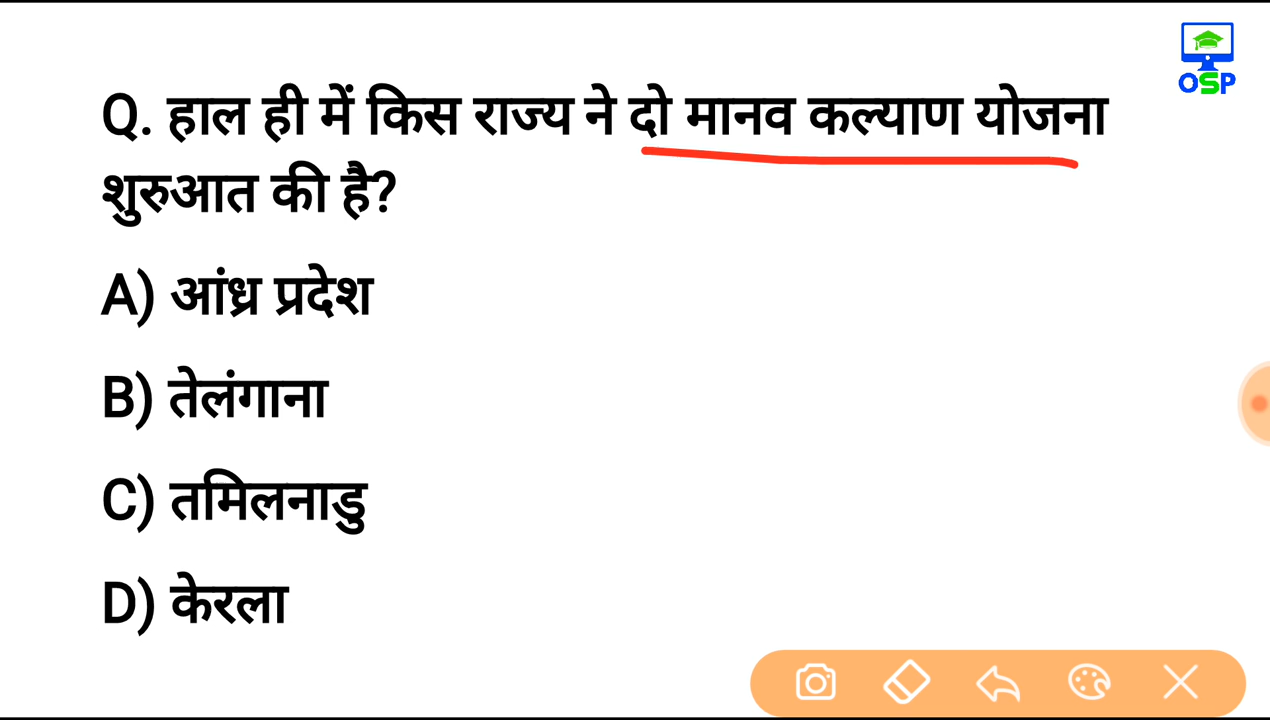 OSP
Q. हाल ही में किस राज्य ने दो मानव कल्याण योजना
शुरुआत की है?
A) आंध्र प्रदेश
B) तेलंगाना
C) तमिलनाडु
D) केरला